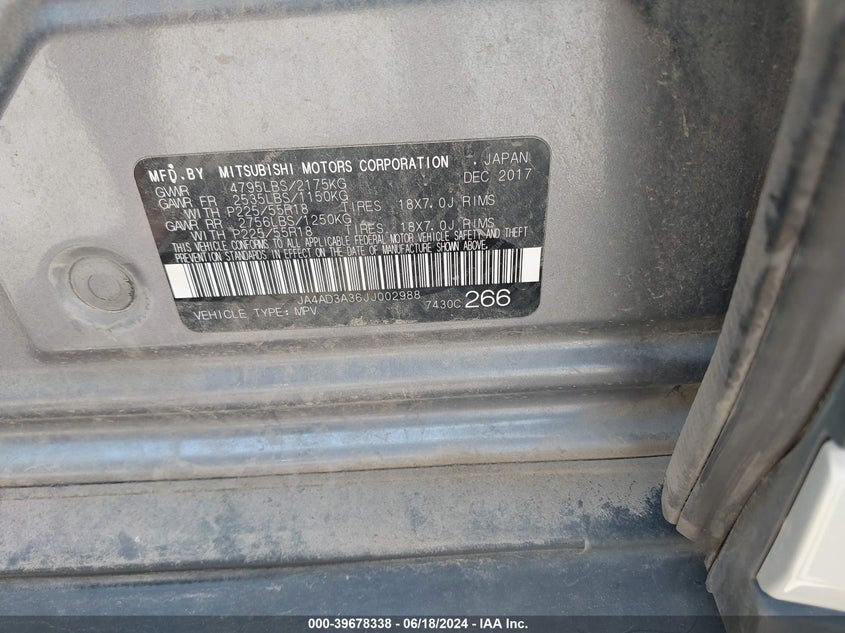 MFD.BY MITSUBISHI MOTORS CORPORATION , JAPAN
GVWR 4795LBS/2175KG DEC 2017
GAWR FR 2535LBS/1150KG
WITH P225/55R18 TIRES 18X7.0J RIMS
GAWR RR 2756LBS/1250KG
WITH P225/55R18 TIRES 18X7.0J RIMS
THIS VEHICLE CONFORMS TO ALL APPLICABLE FEDERAL MOTOR VEHICLE SAFETY AND THEFT
PREVENTION STANDARDS IN EFFECT ON THE DATE OF MANUFACTURE SHOWN ABOVE.
JA4AD3A36JJ002988
VEHICLE TYPE: MPV 7430C 266
000-39678338 - 06/18/2024 - IAA Inc.